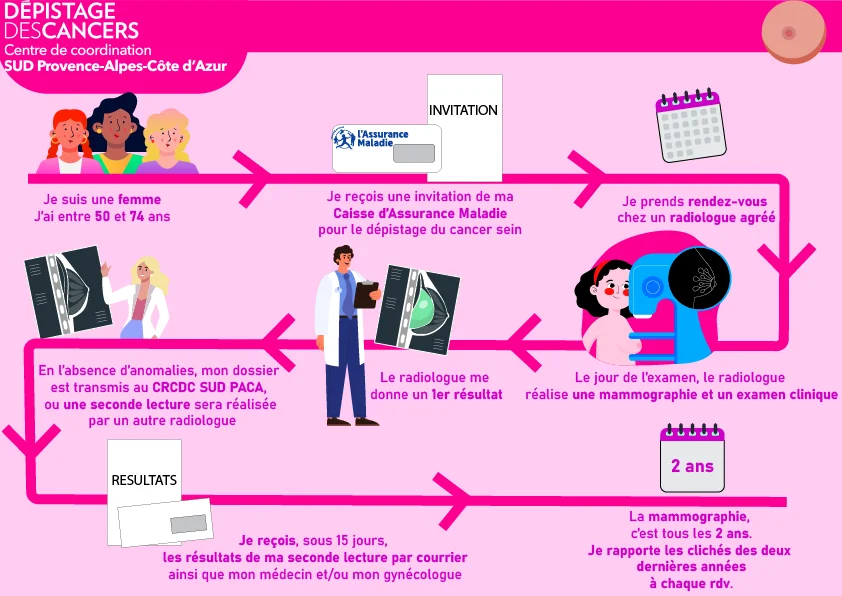 DÉPISTAGE
DESCANCERS
Centre de coordination
SUD Provence-Alpes-Côte d'Azur
INVITATION
l'Assurance
Maladie
Je suis une femme
J'ai entre 50 et 74 ans
Je reçois une invitation de ma
Caisse d'Assurance Maladie
pour le dépistage du cancer sein
Je prends rendez-vous
chez un radiologue agréé
En l'absence d'anomalies, mon dossier
est transmis au CRCDC SUD PACA,
ou une seconde lecture sera réalisée
par un autre radiologue
Le radiologue me
donne un 1er résultat
Le jour de l'examen, le radiologue
réalise une mammographie et un examen clinique
RESULTATS
2 ans
Je reçois, sous 15 jours,
les résultats de ma seconde lecture par courrier
ainsi que mon médecin et/ou mon gynécologue
La mammographie,
c'est tous les 2 ans.
Je rapporte les clichés des deux
dernières années
à chaque rdv.